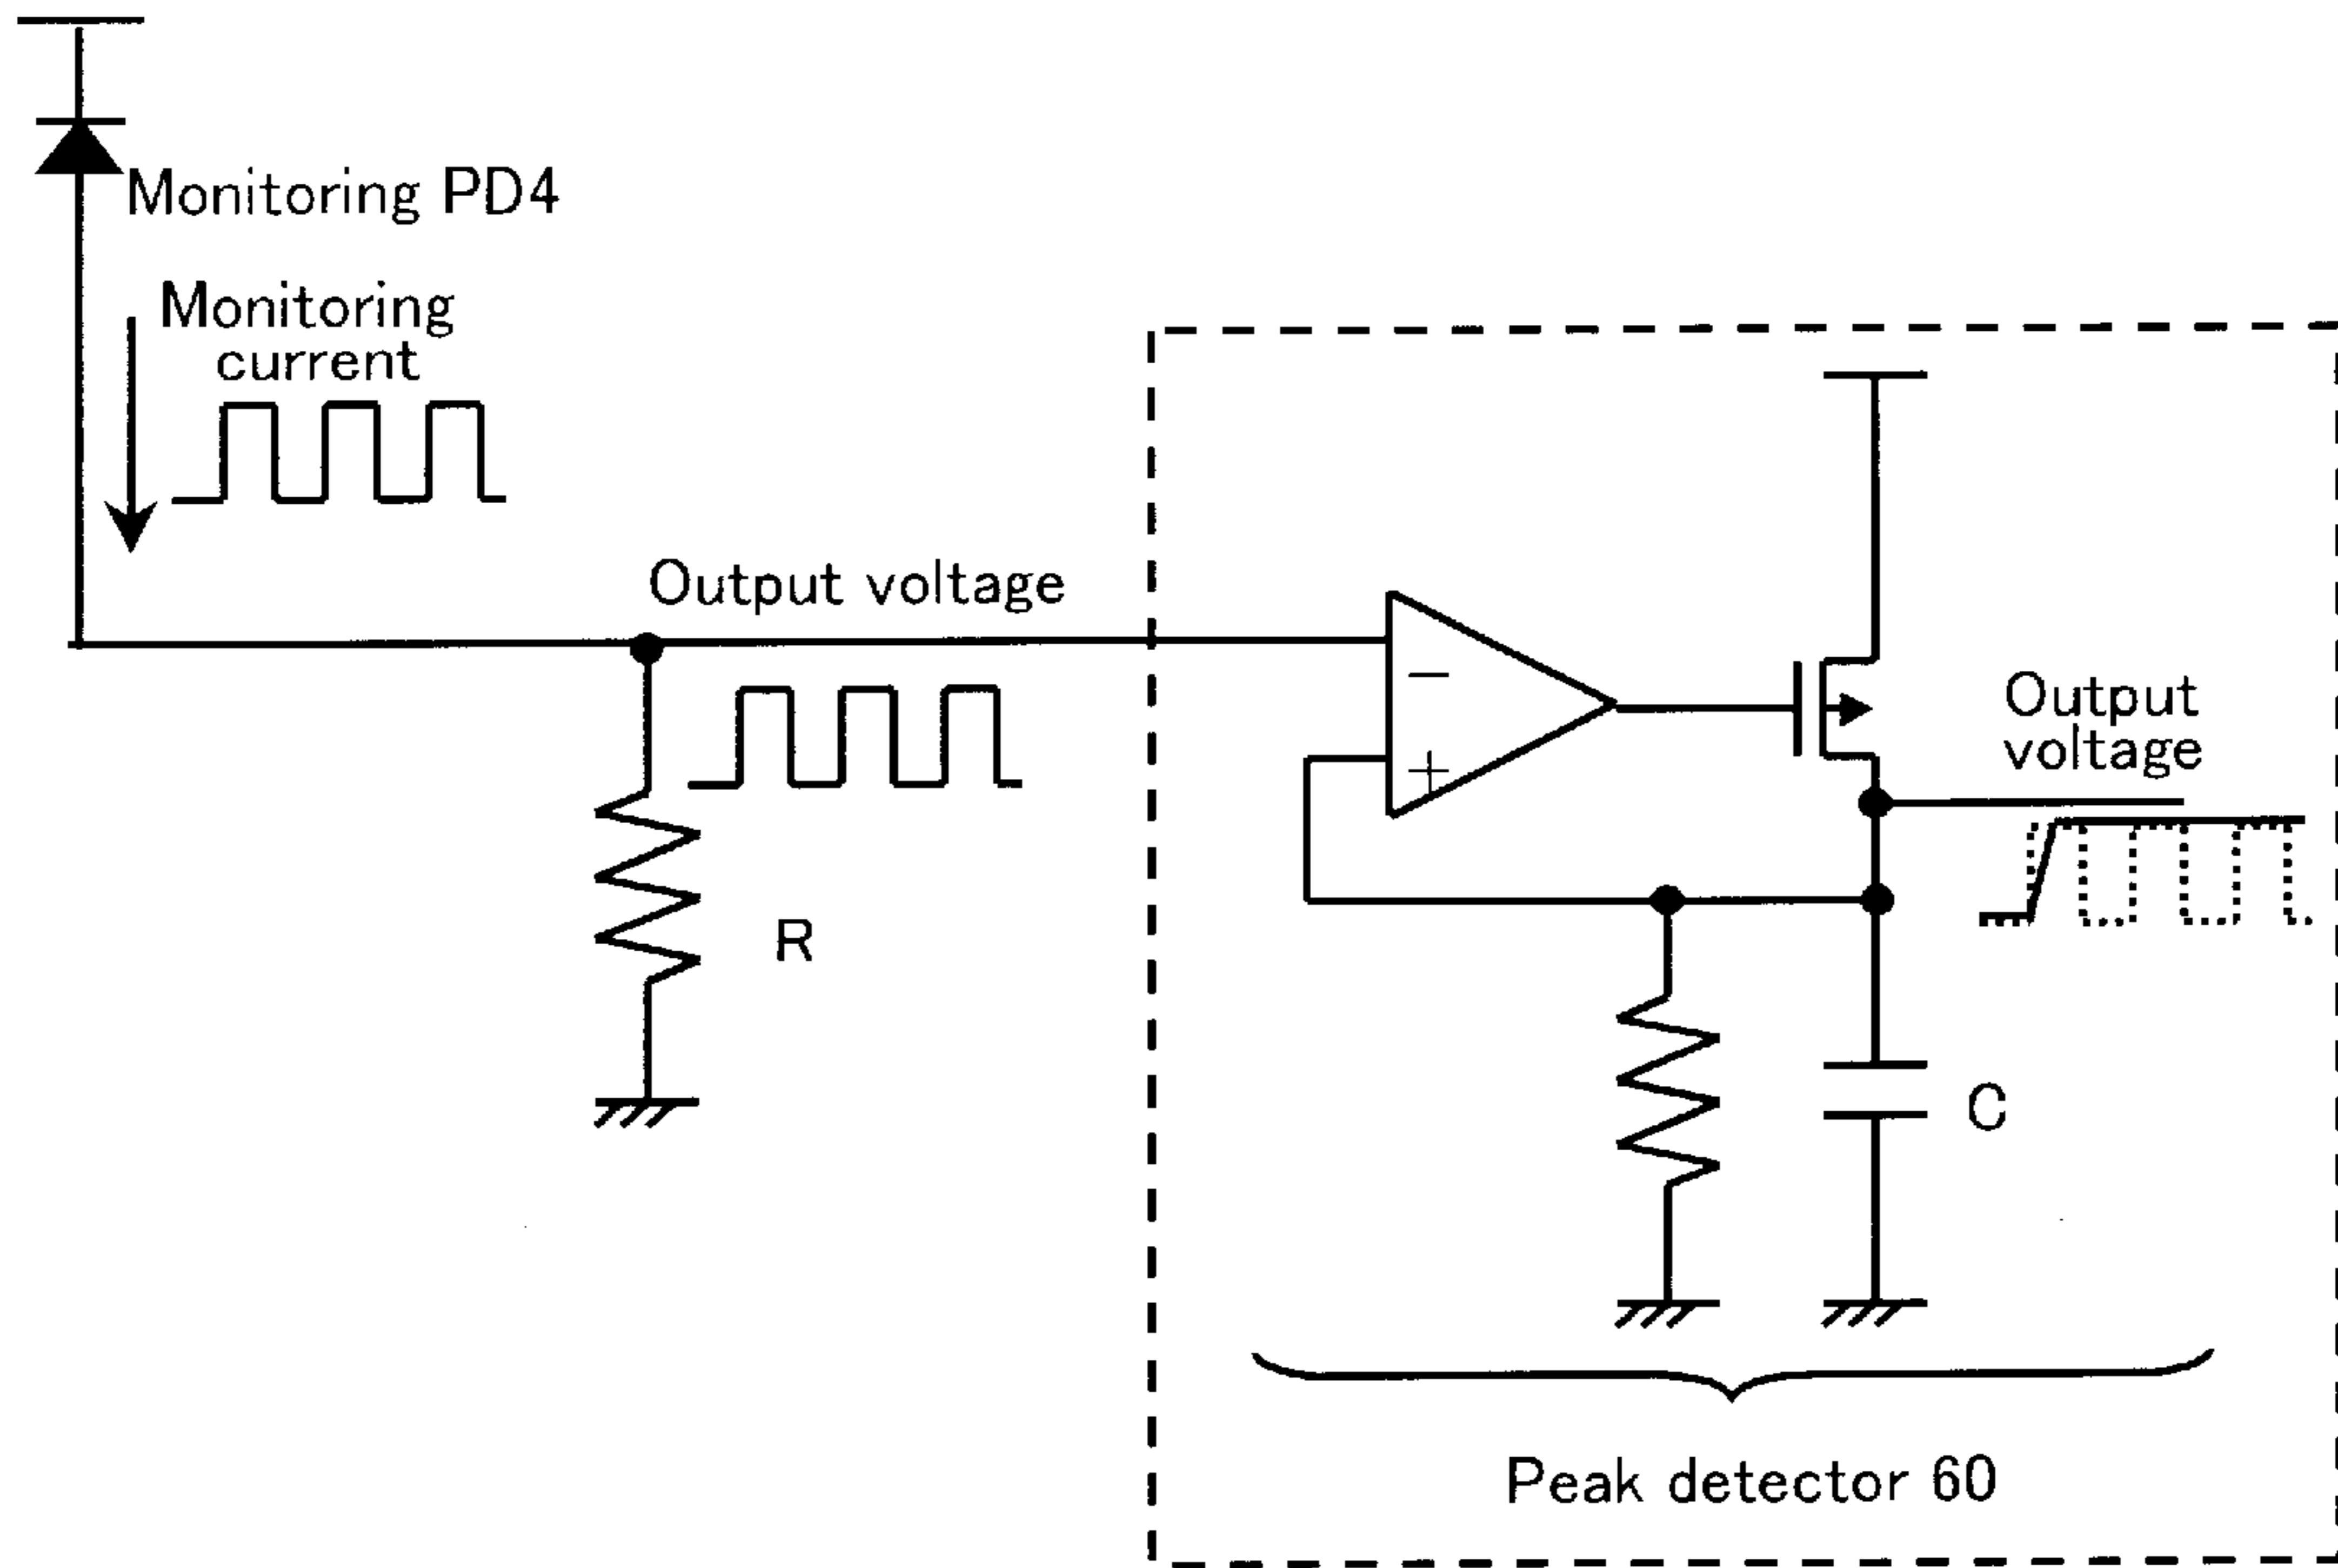 Monitoring PD4
Monitoring
current
Output voltage
−
+
Output
voltage
R
C
Peak detector 60